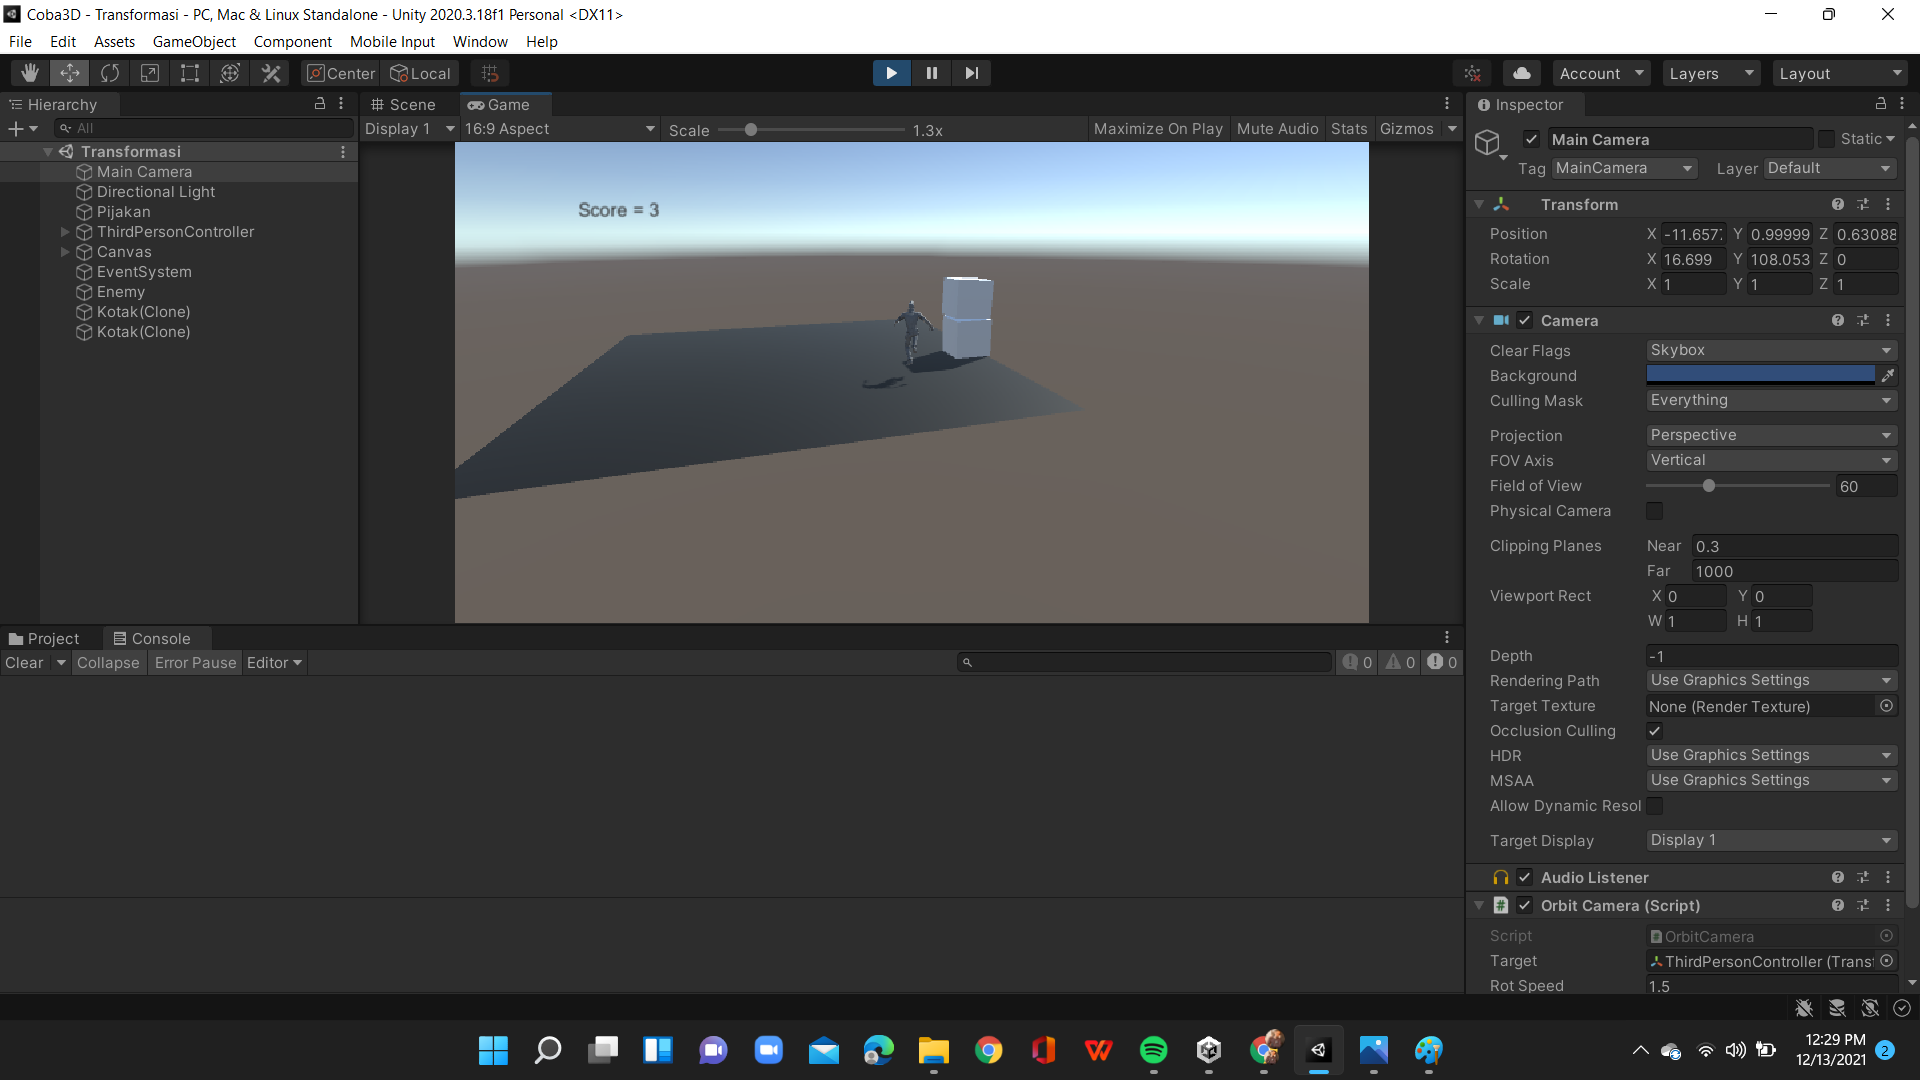 Coba3D - Transformasi - PC, Mac & Linux Standalone - Unity 2020.3.18f1 Personal <DX11>
File Edit Assets GameObject Component Mobile Input Window Help
Center Local Account Layers Layout
Hierarchy
All
Transformasi
Main Camera
Directional Light
Pijakan
ThirdPersonController
Canvas
EventSystem
Enemy
Kotak(Clone)
Kotak(Clone)
Scene Game
Display 1 16:9 Aspect Scale 1.3x Maximize On Play Mute Audio Stats Gizmos
Score = 3
Project Console
Clear Collapse Error Pause Editor 0 0 0
Inspector
Main Camera Static
Tag MainCamera Layer Default
Transform
Position X -11.657 Y 0.99999 Z 0.63088
Rotation X 16.699 Y 108.053 Z 0
Scale X 1 Y 1 Z 1
Camera
Clear Flags Skybox
Background
Culling Mask Everything
Projection Perspective
FOV Axis Vertical
Field of View 60
Physical Camera
Clipping Planes Near 0.3
Far 1000
Viewport Rect X 0 Y 0
W 1 H 1
Depth -1
Rendering Path Use Graphics Settings
Target Texture None (Render Texture)
Occlusion Culling
HDR Use Graphics Settings
MSAA Use Graphics Settings
Allow Dynamic Resol
Target Display Display 1
Audio Listener
Orbit Camera (Script)
Script OrbitCamera
Target ThirdPersonController (Trans
Rot Speed 1.5
12:29 PM
12/13/2021 2